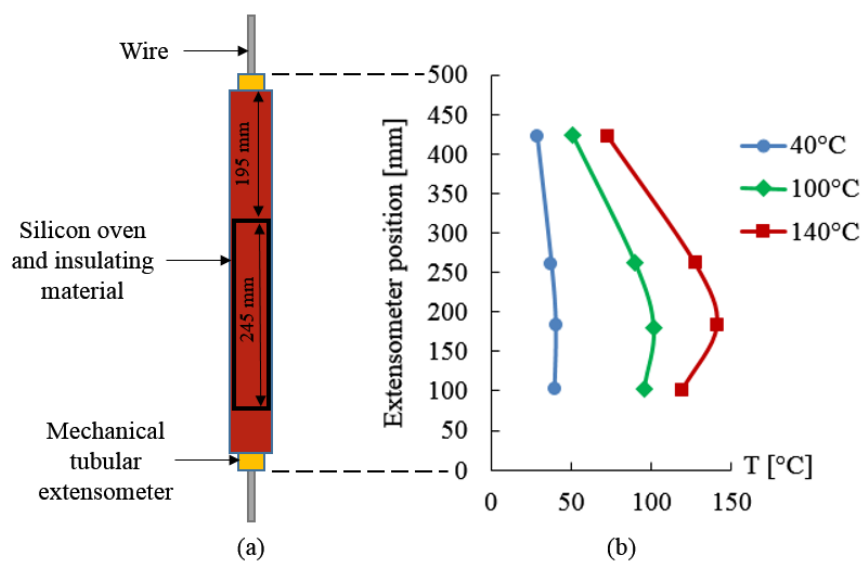 Wire
195 mm
Silicon oven
and insulating
material
245 mm
Mechanical
tubular
extensometer
(a)
Extensometer position [mm]
500
450
400
350
300
250
200
150
100
50
0
0
50
100
150
T [°C]
40°C
100°C
140°C
(b)